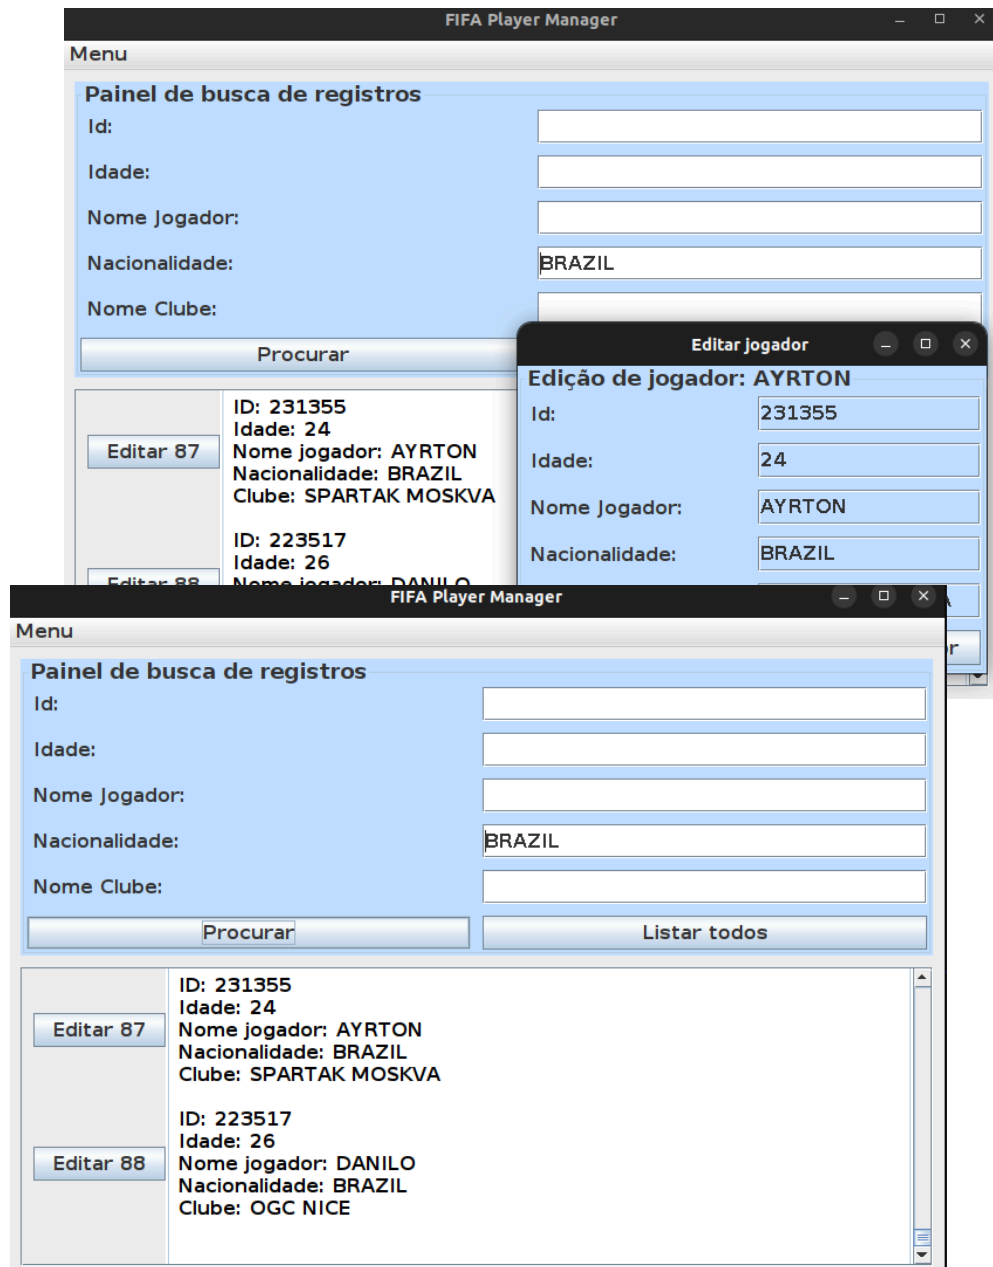 FIFA Player Manager
Menu
Painel de busca de registros
Id:
Idade:
Nome Jogador:
Nacionalidade: BRAZIL
Nome Clube:
Procurar
Editar 87
ID: 231355
Idade: 24
Nome jogador: AYRTON
Nacionalidade: BRAZIL
Clube: SPARTAK MOSKVA
Editar 88
ID: 223517
Idade: 26
Nome jogador: DANILO
Editar jogador
Edição de jogador: AYRTON
Id: 231355
Idade: 24
Nome Jogador: AYRTON
Nacionalidade: BRAZIL
FIFA Player Manager
Menu
Painel de busca de registros
Id:
Idade:
Nome Jogador:
Nacionalidade: BRAZIL
Nome Clube:
Procurar Listar todos
Editar 87
ID: 231355
Idade: 24
Nome jogador: AYRTON
Nacionalidade: BRAZIL
Clube: SPARTAK MOSKVA
Editar 88
ID: 223517
Idade: 26
Nome jogador: DANILO
Nacionalidade: BRAZIL
Clube: OGC NICE